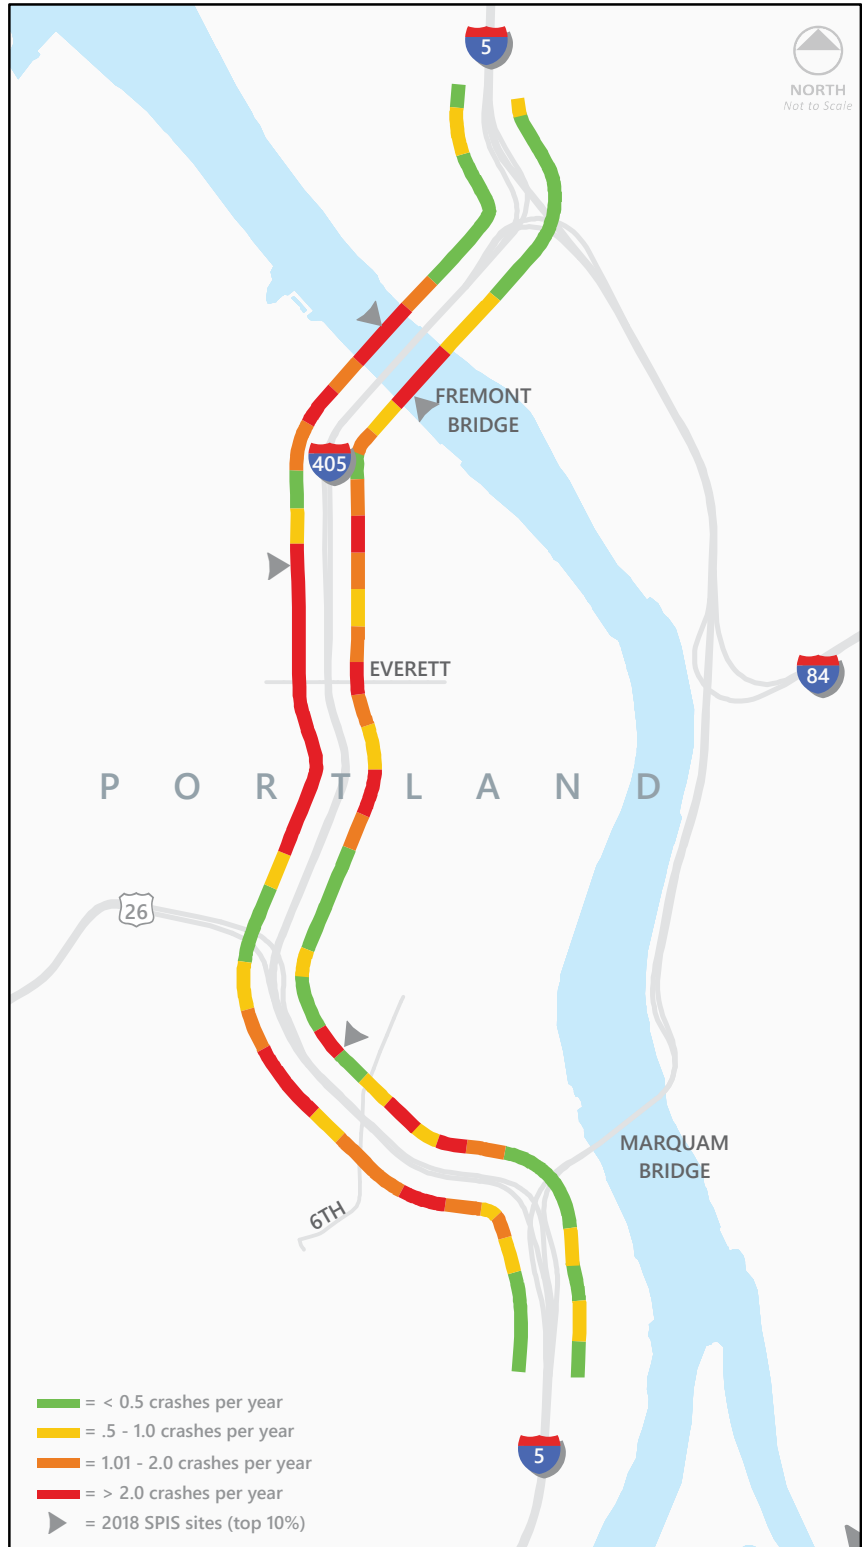 5
NORTH
Not to Scale
FREMONT
BRIDGE
405
EVERETT
84
PORTLAND
26
MARQUAM
BRIDGE
6TH
= < 0.5 crashes per year
= .5 - 1.0 crashes per year
= 1.01 - 2.0 crashes per year
= > 2.0 crashes per year
= 2018 SPIS sites (top 10%)
5